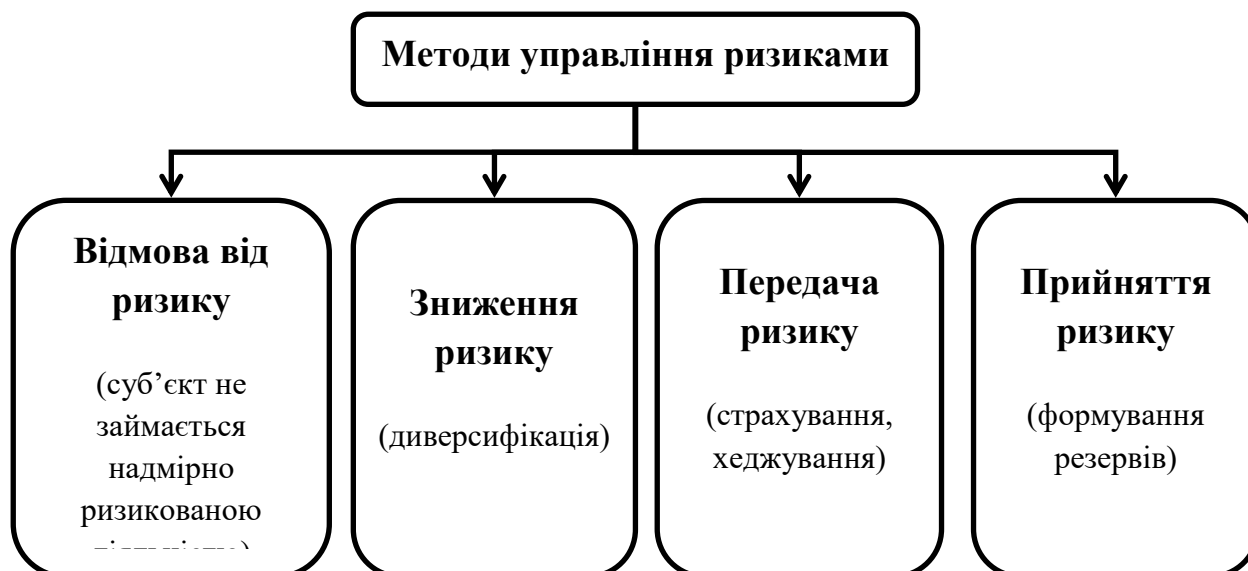 Методи управління ризиками
Відмова від
ризику
(суб’єкт не
займається
надмірно
ризикованою
Зниження
ризику
(диверсифікація)
Передача
ризику
(страхування,
хеджування)
Прийняття
ризику
(формування
резервів)